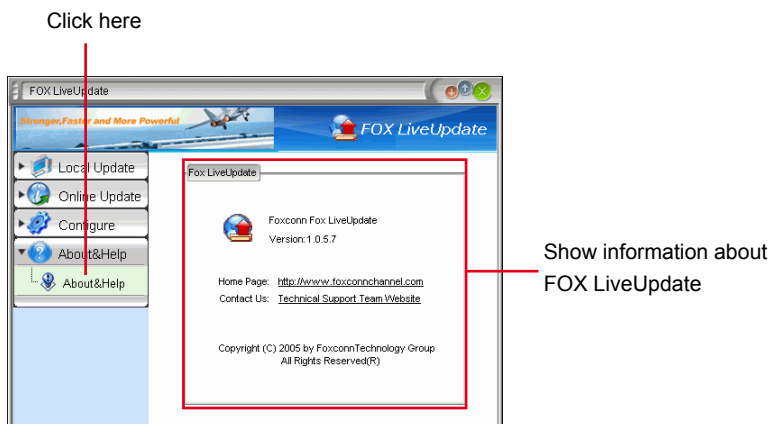 Click here
FOX LiveUpdate
Stronger,Faster and More Powerful
FOX LiveUpdate
Local Update
Online Update
Configure
About&Help
About&Help
Fox LiveUpdate
Foxconn Fox LiveUpdate
Version:1.0.5.7
Home Page: http://www.foxconnchannel.com
Contact Us: Technical Support Team Website
Copyright (C) 2005 by FoxconnTechnology Group
All Rights Reserved(R)
Show information about
FOX LiveUpdate